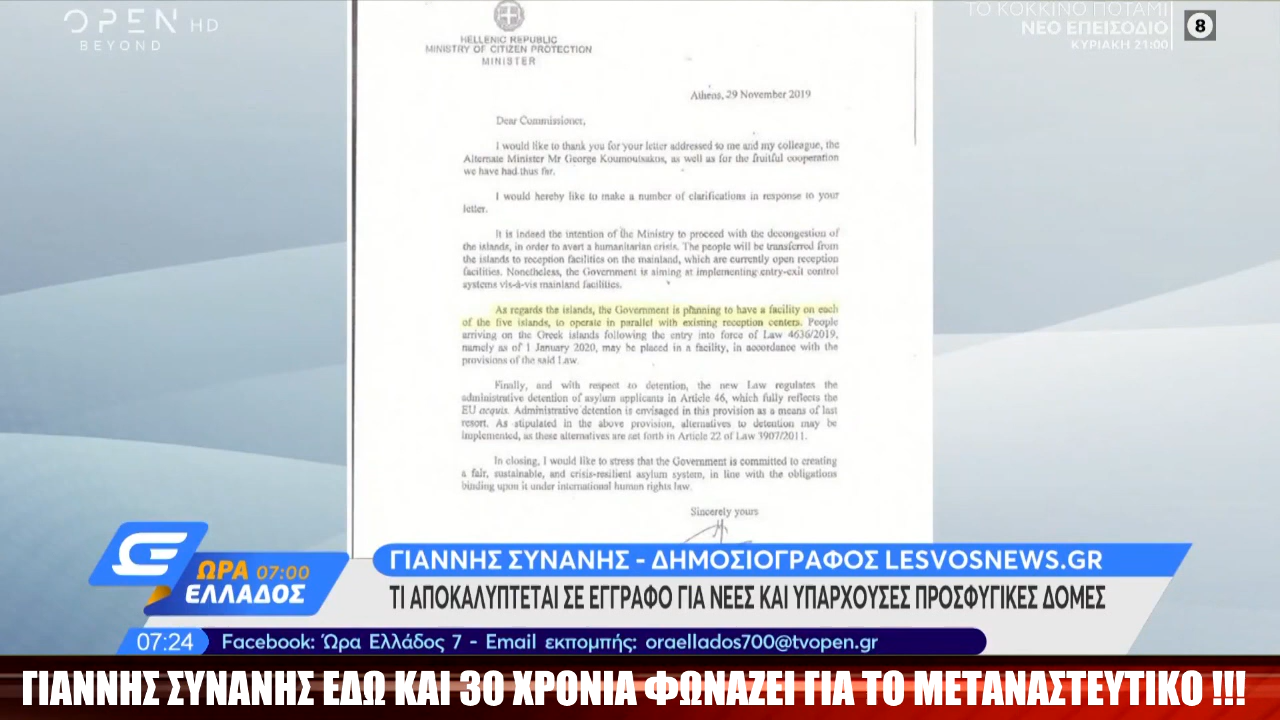 OPEN HD
BEYOND
ΤΟ ΚΟΚΚΙΝΟ ΠΟΤΑΜΙ
ΝΕΟ ΕΠΕΙΣΟΔΙΟ
ΚΥΡΙΑΚΗ 21:00
8
HELLENIC REPUBLIC
MINISTRY OF CITIZEN PROTECTION
MINISTER
Athens, 29 November 2019
Dear Commissioner,
I would like to thank you for your letter addressed to me and my colleague, the
Alternate Minister Mr George Koumoutsakos, as well as for the fruitful cooperation
we have had thus far.
I would hereby like to make a number of clarifications in response to your
letter.
It is indeed the intention of the Ministry to proceed with the decongestion of
the islands, in order to avert a humanitarian crisis. The people will be transferred from
the islands to reception facilities on the mainland, which are currently open reception
facilities. Nonetheless, the Government is aiming at implementing entry-exit control
systems vis-à-vis mainland facilities.
As regards the islands, the Government is planning to have a facility on each
of the five islands, to operate in parallel with existing reception centers. People
arriving on the Greek islands following the entry into force of Law 4636/2019,
namely as of 1 January 2020, may be placed in a facility, in accordance with the
provisions of the said Law.
Finally, and with respect to detention, the new Law regulates the
administrative detention of asylum applicants in Article 46, which fully reflects the
EU acquis. Administrative detention is envisaged in this provision as a means of last
resort. As stipulated in the above provision, alternatives to detention may be
implemented, as these alternatives are set forth in Article 22 of Law 3907/2011.
In closing, I would like to stress that the Government is committed to creating
a fair, sustainable, and crisis-resilient asylum system, in line with the obligations
binding upon it under international human rights law.
Sincerely yours
ΓΙΑΝΝΗΣ ΣΥΝΑΝΗΣ - ΔΗΜΟΣΙΟΓΡΑΦΟΣ LESVOSNEWS.GR
ΩΡΑ 07:00
ΕΛΛΑΔΟΣ
ΤΙ ΑΠΟΚΑΛΥΠΤΕΤΑΙ ΣΕ ΕΓΓΡΑΦΟ ΓΙΑ ΝΕΕΣ ΚΑΙ ΥΠΑΡΧΟΥΣΕΣ ΠΡΟΣΦΥΓΙΚΕΣ ΔΟΜΕΣ
07:24 Facebook: Ώρα Ελλάδος 7 - Email εκπομπής: oraellados700@tvopen.gr
ΓΙΑΝΝΗΣ ΣΥΝΑΝΗΣ ΕΔΩ ΚΑΙ 30 ΧΡΟΝΙΑ ΦΩΝΑΖΕΙ ΓΙΑ ΤΟ ΜΕΤΑΝΑΣΤΕΥΤΙΚΟ !!!